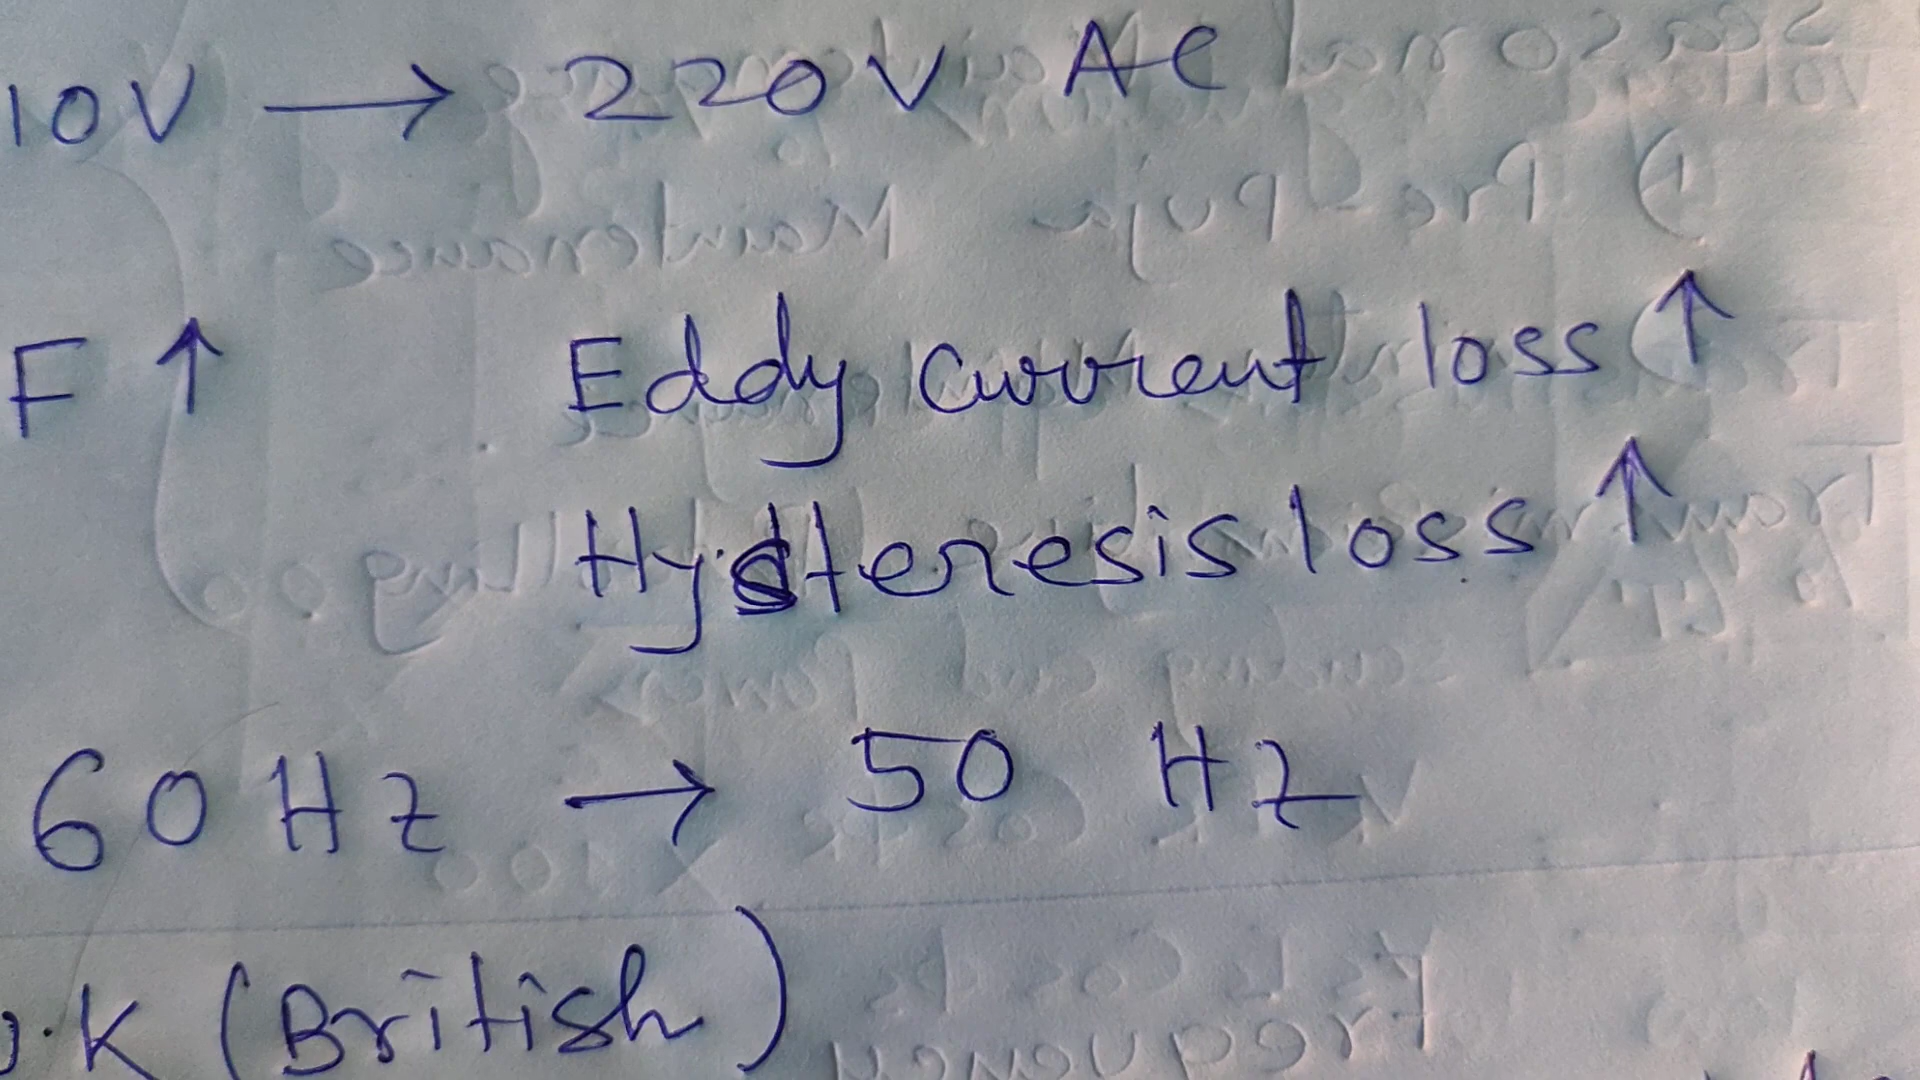 10V → 220V AC
F ↑ Eddy current loss ↑
Hysteresis loss ↑
60 Hz → 50 Hz
.K (British)